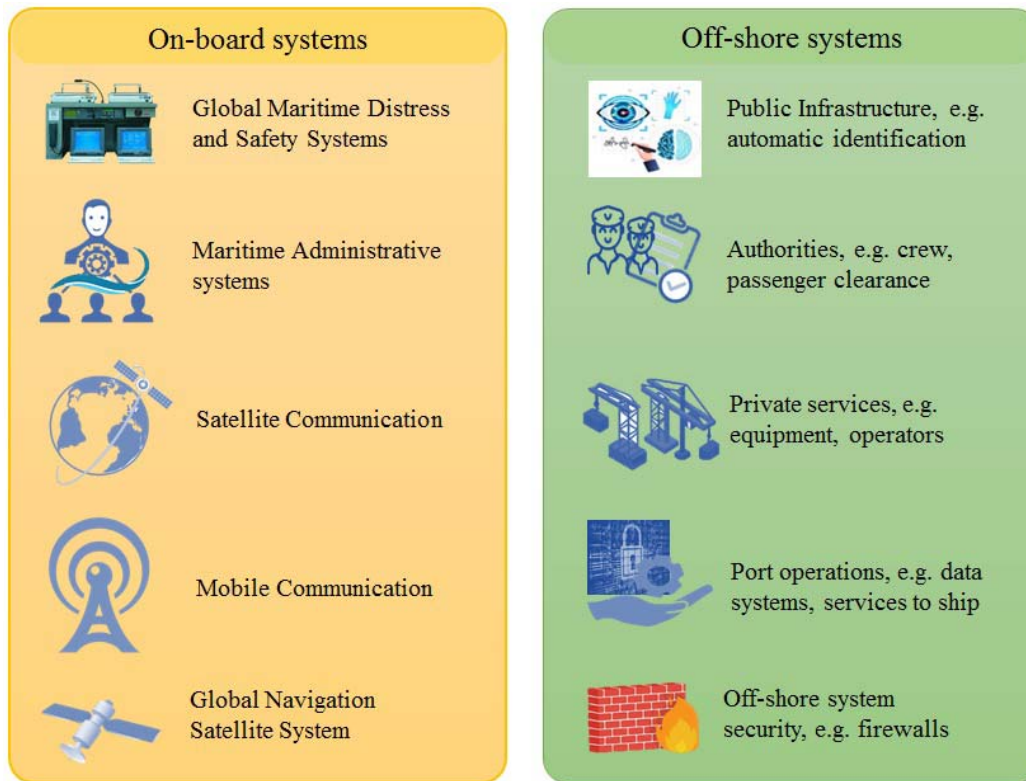 On-board systems
Global Maritime Distress
and Safety Systems
Maritime Administrative
systems
Satellite Communication
Mobile Communication
Global Navigation
Satellite System
Off-shore systems
Public Infrastructure, e.g.
automatic identification
Authorities, e.g. crew,
passenger clearance
Private services, e.g.
equipment, operators
Port operations, e.g. data
systems, services to ship
Off-shore system
security, e.g. firewalls